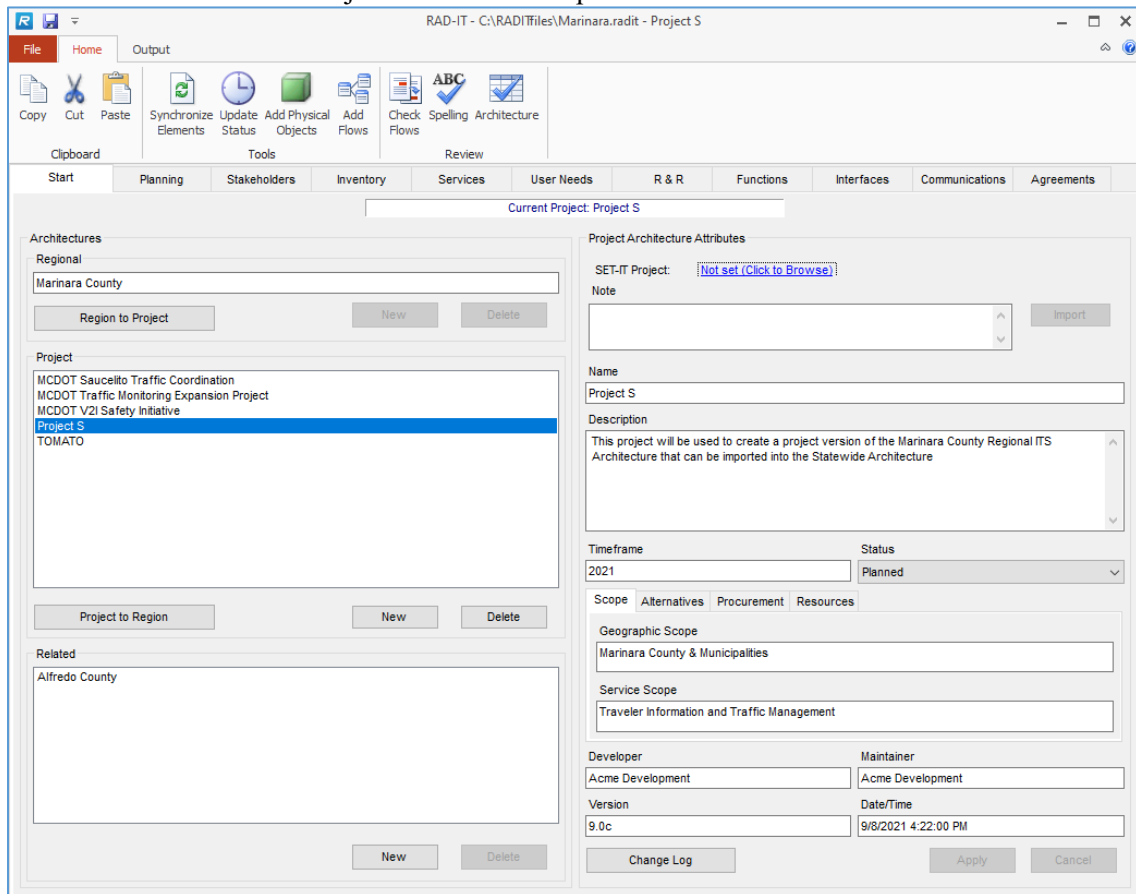 RAD-IT - C:\RADITfiles\Marinara.radit - Project S
File Home Output
Copy Cut Paste Synchronize Elements Update Status Add Physical Objects Add Flows Check Flows ABC Spelling Architecture
Clipboard Tools Review
Start Planning Stakeholders Inventory Services User Needs R & R Functions Interfaces Communications Agreements
Current Project: Project S
Architectures
Regional
Marinara County
Region to Project New Delete
Project
MCDOT Saucelito Traffic Coordination
MCDOT Traffic Monitoring Expansion Project
MCDOT V2I Safety Initiative
Project S
TOMATO
Project to Region New Delete
Related
Alfredo County
New Delete
Project Architecture Attributes
SET-IT Project: Not set (Click to Browse)
Note
Import
Name
Project S
Description
This project will be used to create a project version of the Marinara County Regional ITS
Architecture that can be imported into the Statewide Architecture
Timeframe Status
2021 Planned
Scope Alternatives Procurement Resources
Geographic Scope
Marinara County & Municipalities
Service Scope
Traveler Information and Traffic Management
Developer Maintainer
Acme Development Acme Development
Version Date/Time
9.0c 9/8/2021 4:22:00 PM
Change Log Apply Cancel